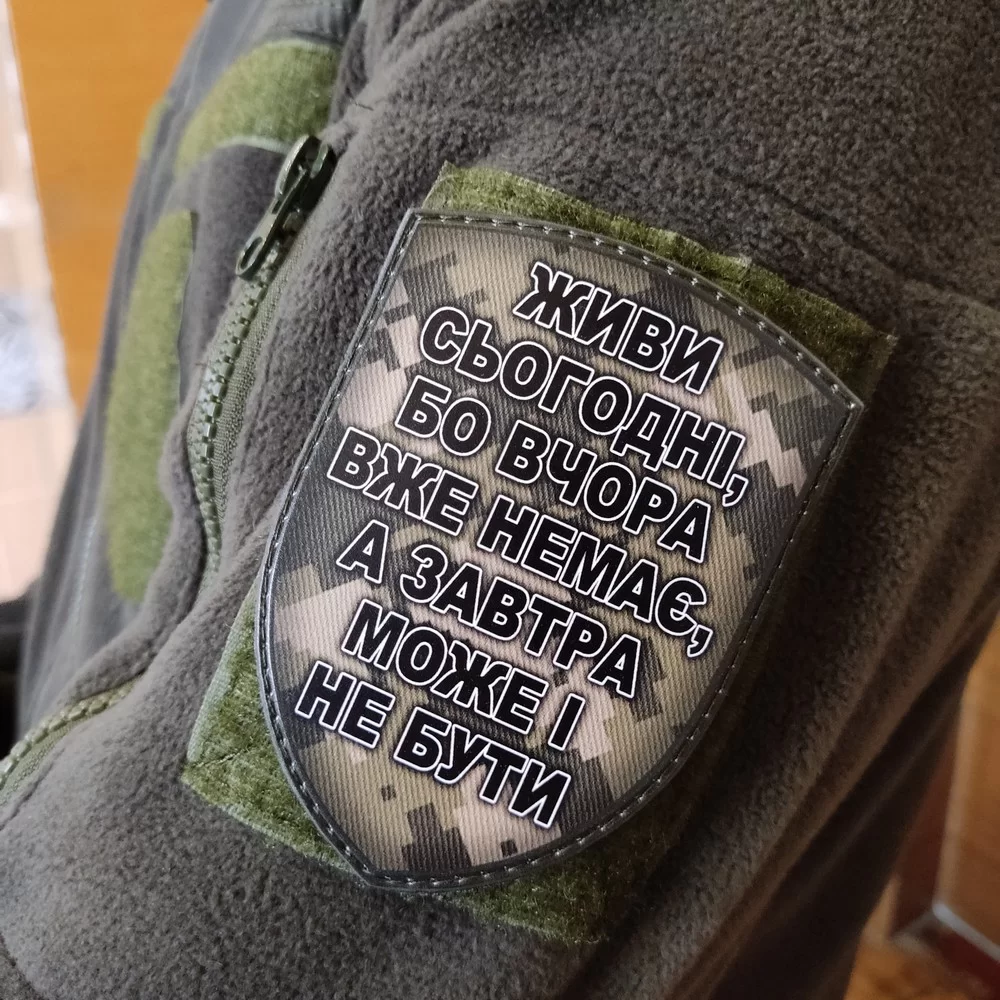 ЖИВИ
СЬОГОДНІ,
БО ВЧОРА
ВЖЕ НЕМАЄ,
А ЗАВТРА
МОЖЕ І
НЕ БУТИ